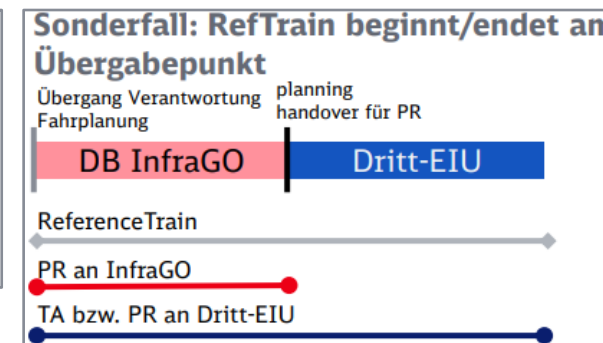 Sonderfall: RefTrain beginnt/endet an
Übergabepunkt
Übergang Verantwortung
Fahrplanung
planning
handover für PR
DB InfraGO
Dritt-EIU
ReferenceTrain
PR an InfraGO
TA bzw. PR an Dritt-EIU